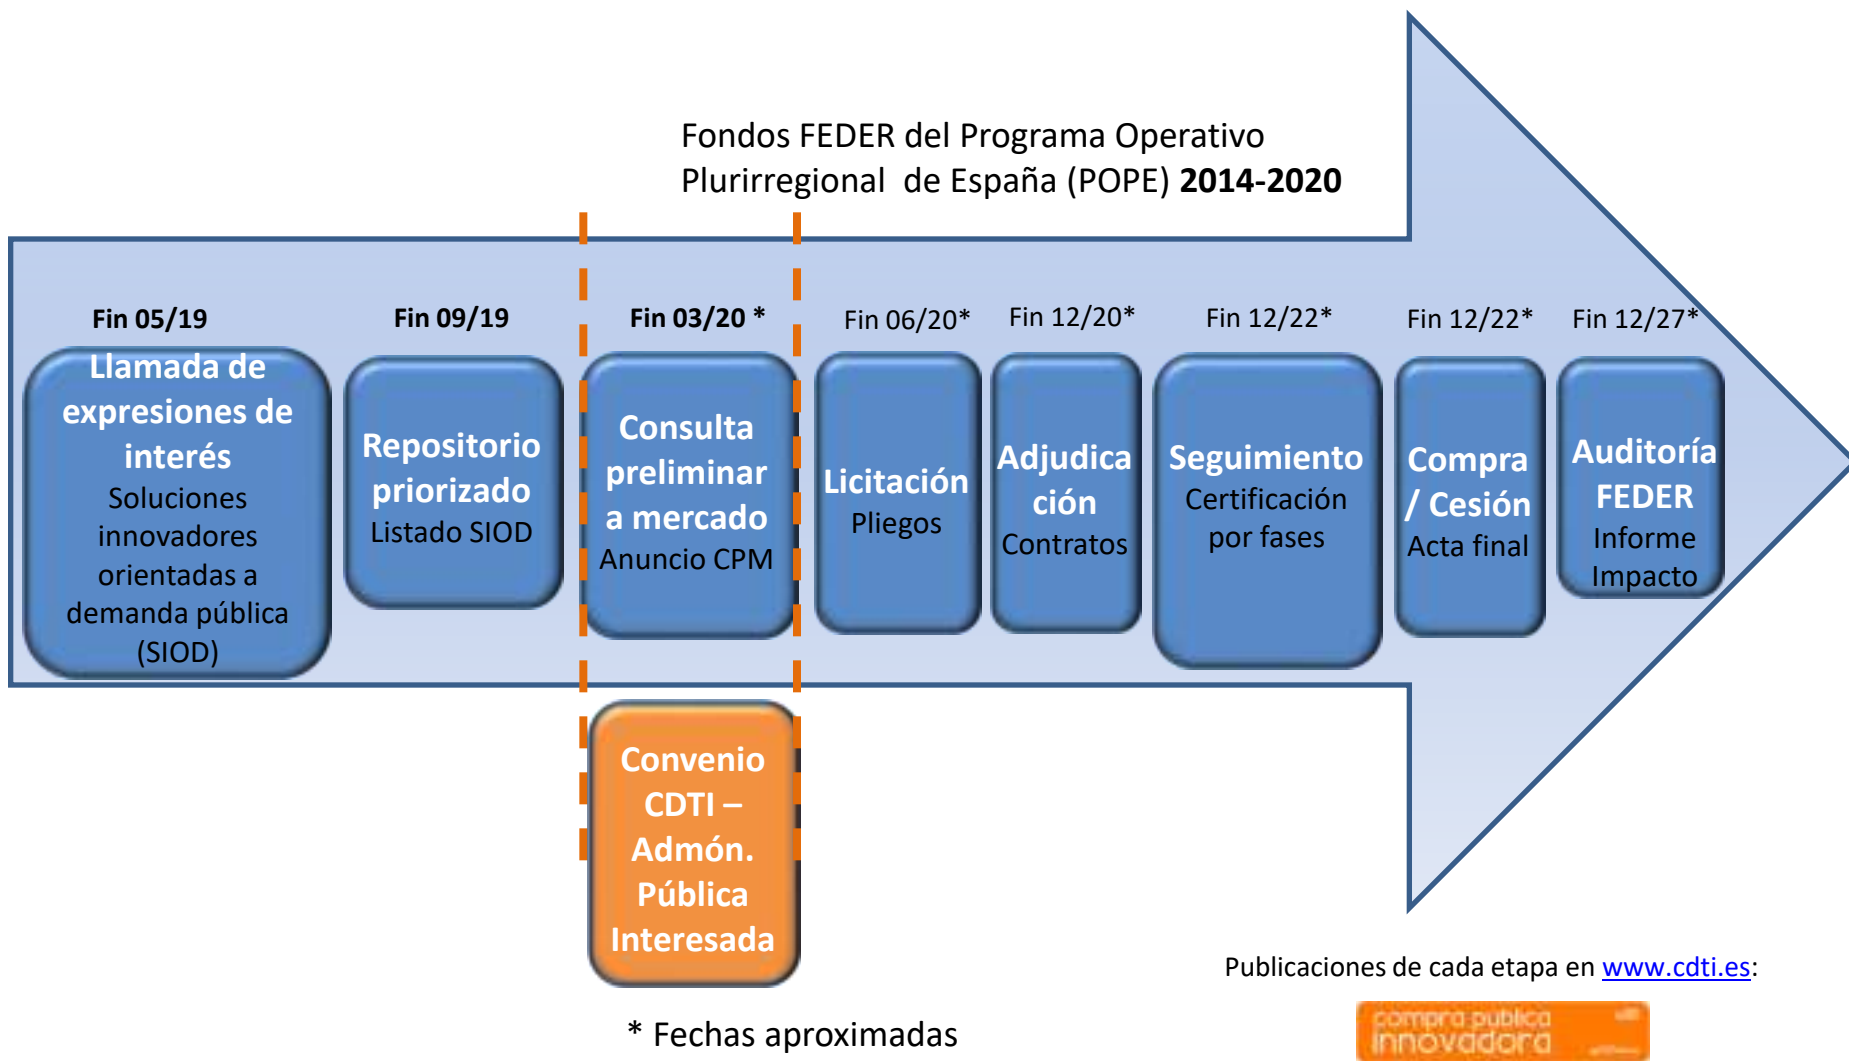 Fondos FEDER del Programa Operativo
Plurirregional de España (POPE) 2014-2020
Fin 05/19
Llamada de
expresiones de
interés
Soluciones
innovadores
orientadas a
demanda pública
(SIOD)
Fin 09/19
Repositorio
priorizado
Listado SIOD
Fin 03/20 *
Consulta
preliminar
a mercado
Anuncio CPM
Fin 06/20*
Licitación
Pliegos
Fin 12/20*
Adjudica
ción
Contratos
Fin 12/22*
Seguimiento
Certificación
por fases
Fin 12/22*
Compra
/ Cesión
Acta final
Fin 12/27*
Auditoría
FEDER
Informe
Impacto
Convenio
CDTI –
Admón.
Pública
Interesada
Publicaciones de cada etapa en www.cdti.es:
compra pública
innovadora
* Fechas aproximadas